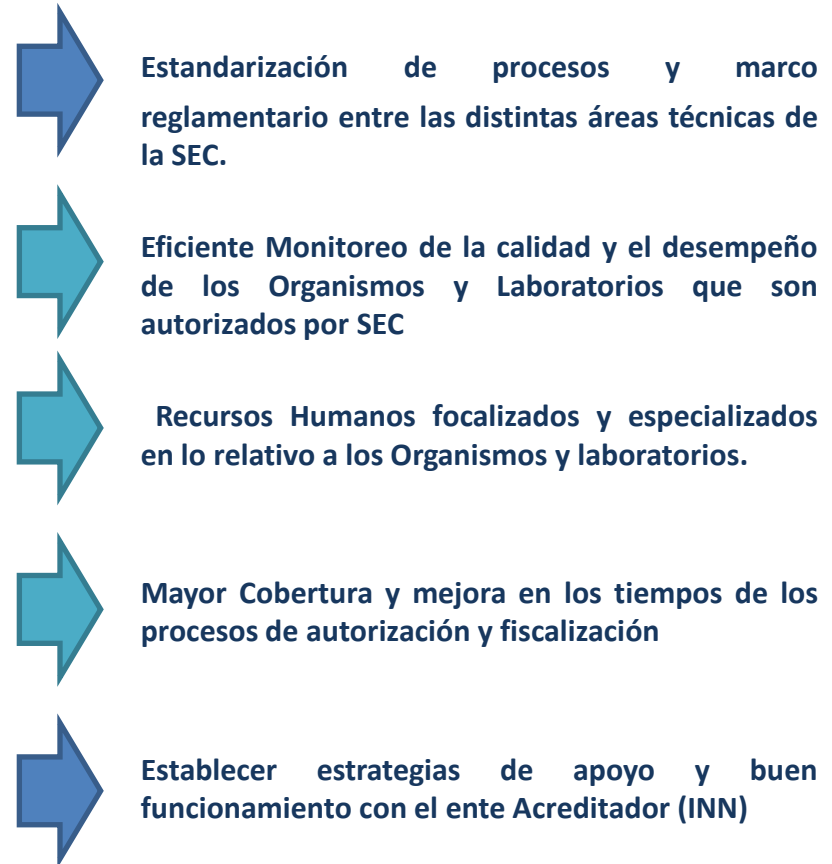 Estandarización de procesos y marco
reglamentario entre las distintas áreas técnicas de
la SEC.
Eficiente Monitoreo de la calidad y el desempeño
de los Organismos y Laboratorios que son
autorizados por SEC
Recursos Humanos focalizados y especializados
en lo relativo a los Organismos y laboratorios.
Mayor Cobertura y mejora en los tiempos de los
procesos de autorización y fiscalización
Establecer estrategias de apoyo y buen
funcionamiento con el ente Acreditador (INN)